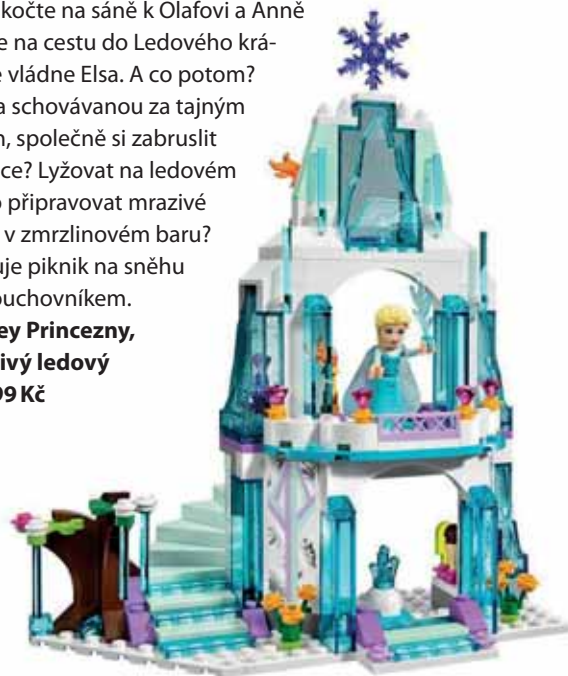 kočte na sáně k Olafovi a Anně
e na cestu do Ledového krá-
e vládne Elsa. A co potom?
a schovávanou za tajným
, společně si zabruslit
ce? Lyžovat na ledovém
připravovat mrazivé
v zmrzlinovém baru?
uje piknik na sněhu
ouchovníkem.
ey Princezny,
ivý ledový
99 Kč